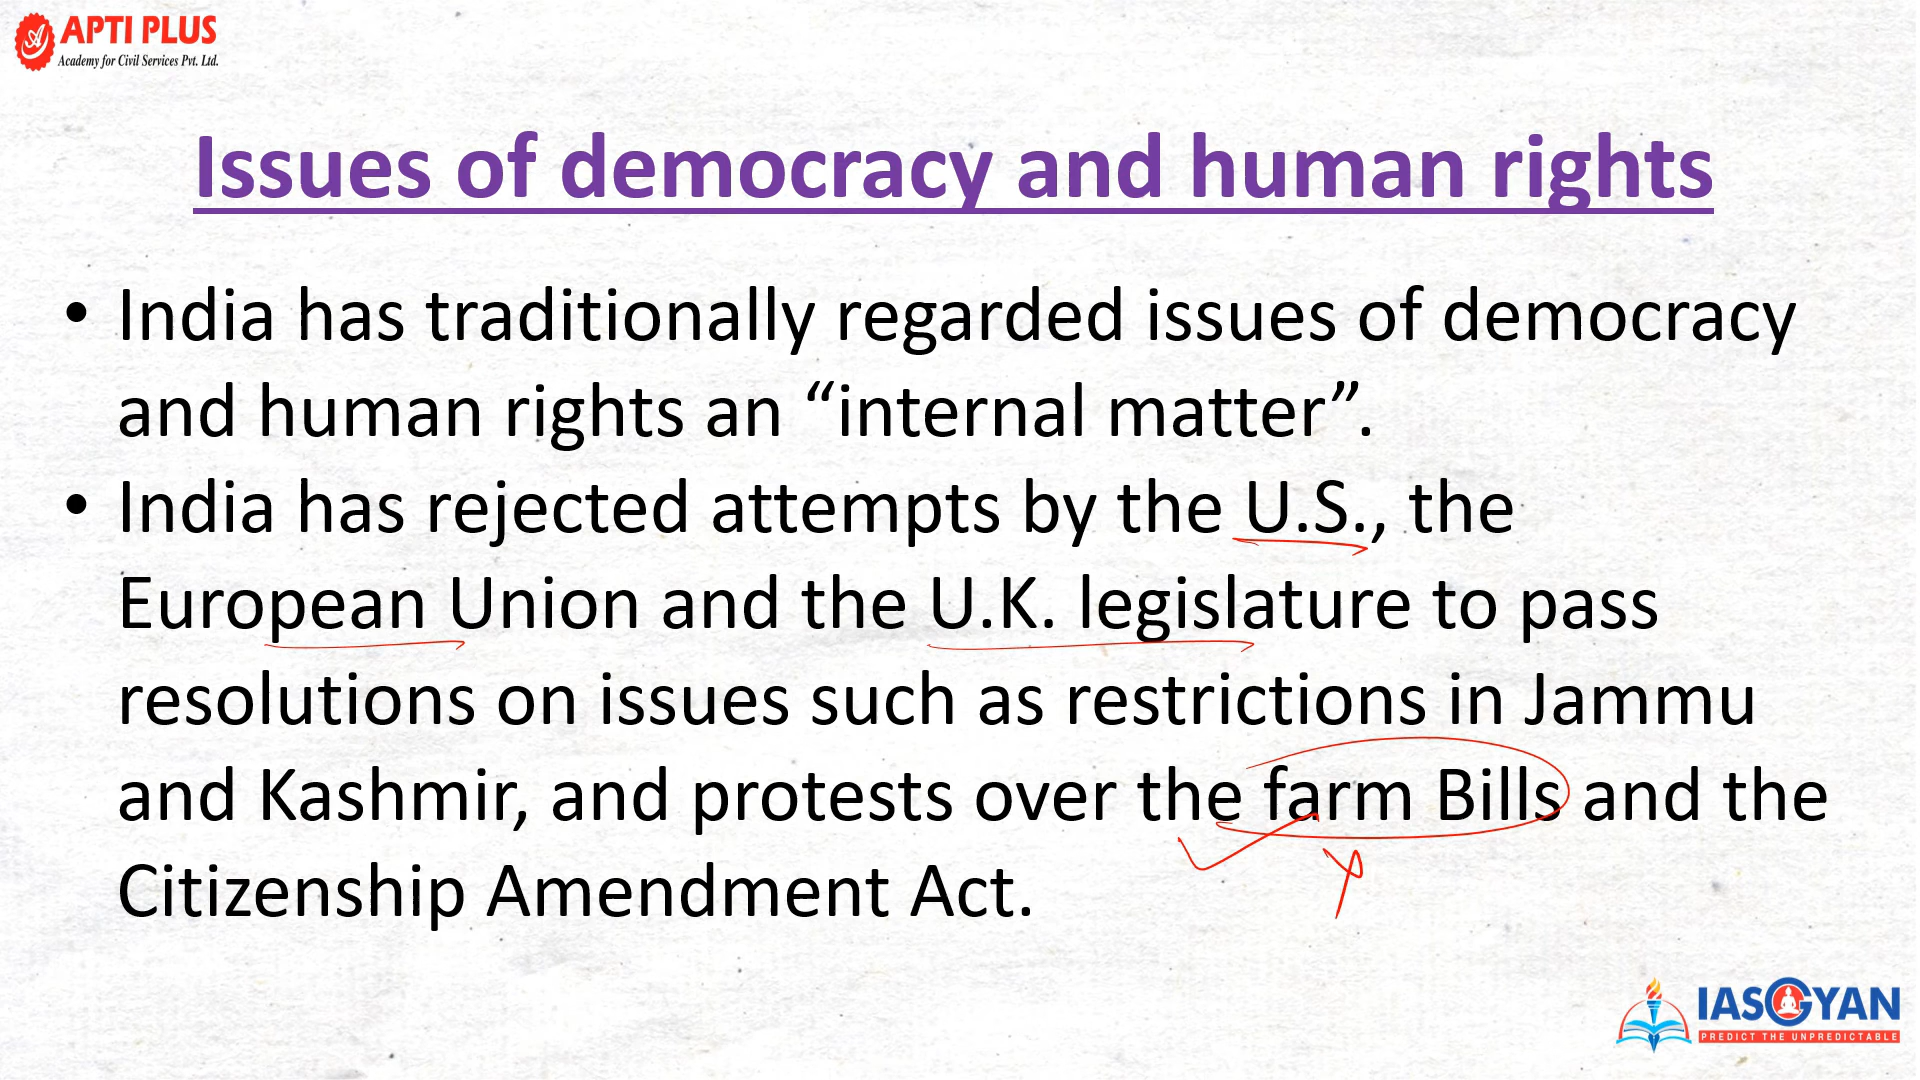 APTI PLUS
Academy for Civil Services Pvt. Ltd.
Issues of democracy and human rights
• India has traditionally regarded issues of democracy
and human rights an “internal matter”.
• India has rejected attempts by the U.S., the
European Union and the U.K. legislature to pass
resolutions on issues such as restrictions in Jammu
and Kashmir, and protests over the farm Bills and the
Citizenship Amendment Act.
IASGYAN
PREDICT THE UNPREDICTABLE